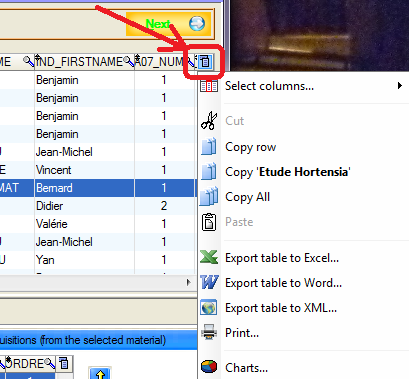 Next
ME IND_FIRSTNAME A07_NUM
Benjamin 1
Benjamin 1
Benjamin 1
Benjamin 1
Jean-Michel 1
Vincent 1
MAT Bernard 1
Didier 2
Valérie 1
Jean-Michel 1
Yan 1
Select columns...
Cut
Copy row
Copy 'Etude Hortensia'
Copy All
Paste
Export table to Excel...
Export table to Word...
Export table to XML...
Print...
Charts...
uisitions (from the selected material)
ORDRE